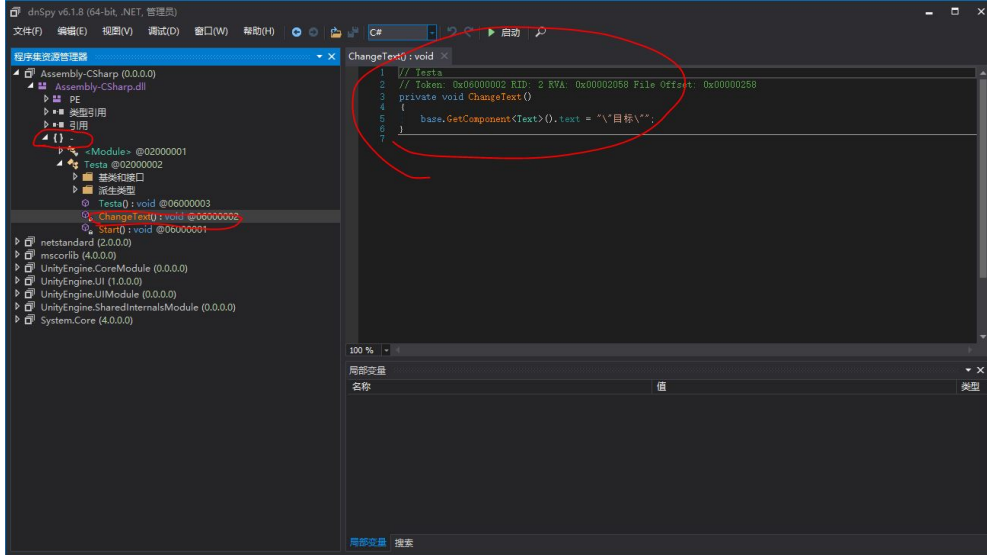 dnSpy v6.1.8 (64-bit, .NET, 管理员)
文件(F) 编辑(E) 视图(V) 调试(D) 窗口(W) 帮助(H) C# 启动
程序集资源管理器
Assembly-CSharp (0.0.0.0)
Assembly-CSharp.dll
PE
类型引用
引用
{ } -
<Module> @02000001
Testa @02000002
基类和接口
派生类型
Testa() : void @06000003
ChangeText() : void @06000002
Start() : void @06000001
netstandard (2.0.0.0)
mscorlib (4.0.0.0)
UnityEngine.CoreModule (0.0.0.0)
UnityEngine.UI (1.0.0.0)
UnityEngine.UIModule (0.0.0.0)
UnityEngine.SharedInternalsModule (0.0.0.0)
System.Core (4.0.0.0)
ChangeText() : void
1 // Testa
2 // Token: 0x06000002 RID: 2 RVA: 0x00002058 File Offset: 0x00000258
3 private void ChangeText()
4 {
5 base.GetComponent<Text>().text = "\"目标\"";
6 }
7
100 %
局部变量
名称 值 类型
局部变量 搜索